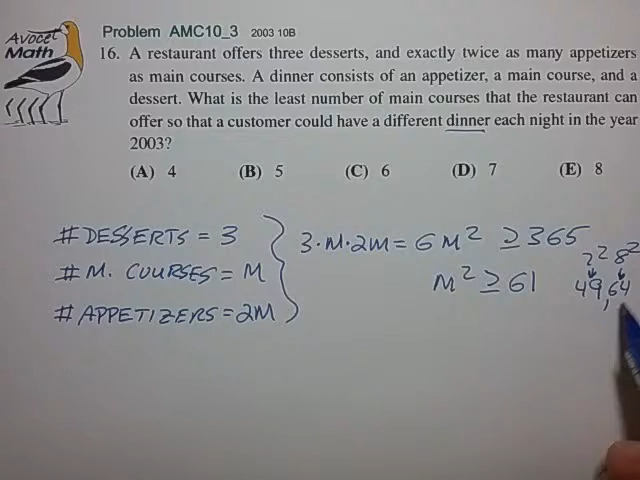 Avocet
Math
Problem AMC10_3 2003 10B
16. A restaurant offers three desserts, and exactly twice as many appetizers
as main courses. A dinner consists of an appetizer, a main course, and a
dessert. What is the least number of main courses that the restaurant can
offer so that a customer could have a different dinner each night in the year
2003?
(A) 4 (B) 5 (C) 6 (D) 7 (E) 8
# DESSERTS = 3
# M. COURSES = M
# APPETIZERS = 2M
3·M·2M = 6M² ≥ 365
M² ≥ 61
7² 8²
49, 64